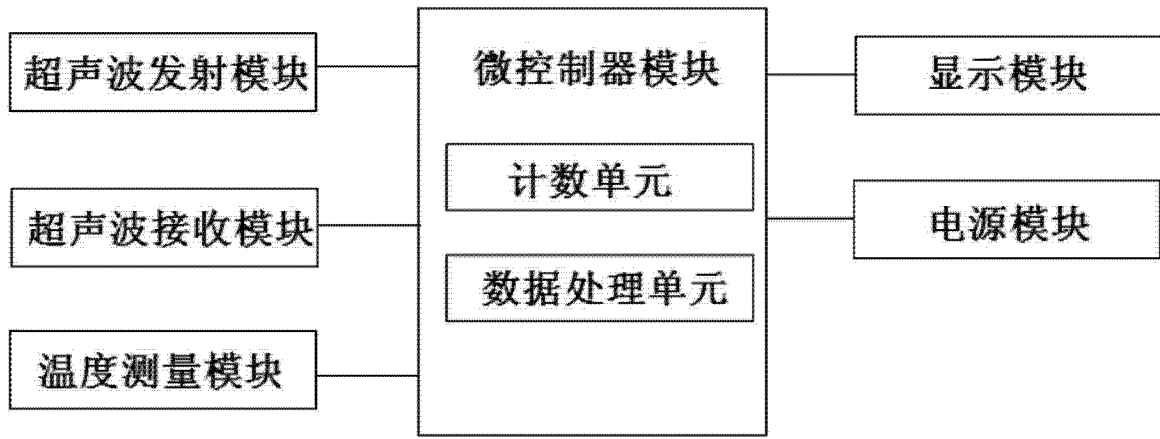 超声波发射模块
超声波接收模块
温度测量模块
微控制器模块
计数单元
数据处理单元
显示模块
电源模块